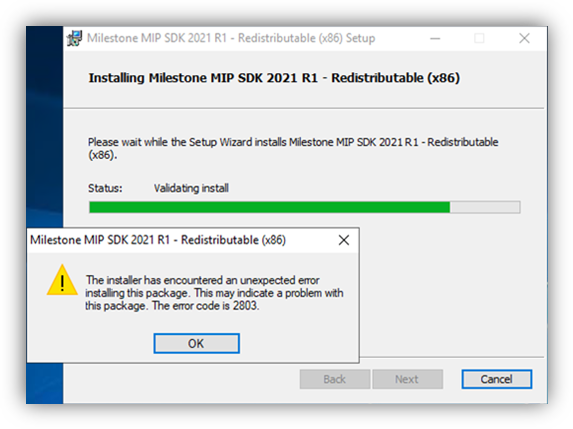 Milestone MIP SDK 2021 R1 - Redistributable (x86) Setup
Installing Milestone MIP SDK 2021 R1 - Redistributable (x86)
Please wait while the Setup Wizard installs Milestone MIP SDK 2021 R1 - Redistributable
(x86).
Status: Validating install
Milestone MIP SDK 2021 R1 - Redistributable (x86)
The installer has encountered an unexpected error
installing this package. This may indicate a problem with
this package. The error code is 2803.
OK
Back Next Cancel